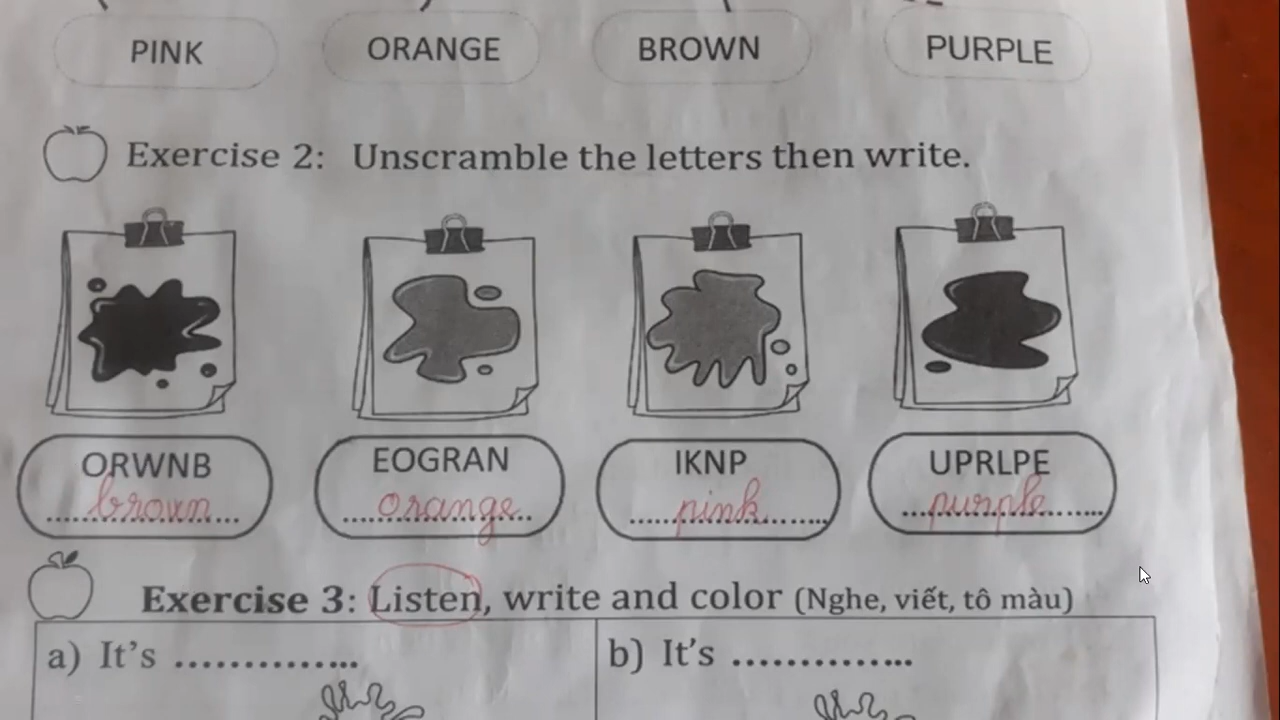 PINK ORANGE BROWN PURPLE
Exercise 2: Unscramble the letters then write.
ORWNB EOGRAN IKNP UPRLPE
brown orange pink purple
Exercise 3: Listen, write and color (Nghe, viết, tô màu)
a) It's ............... b) It's ...............